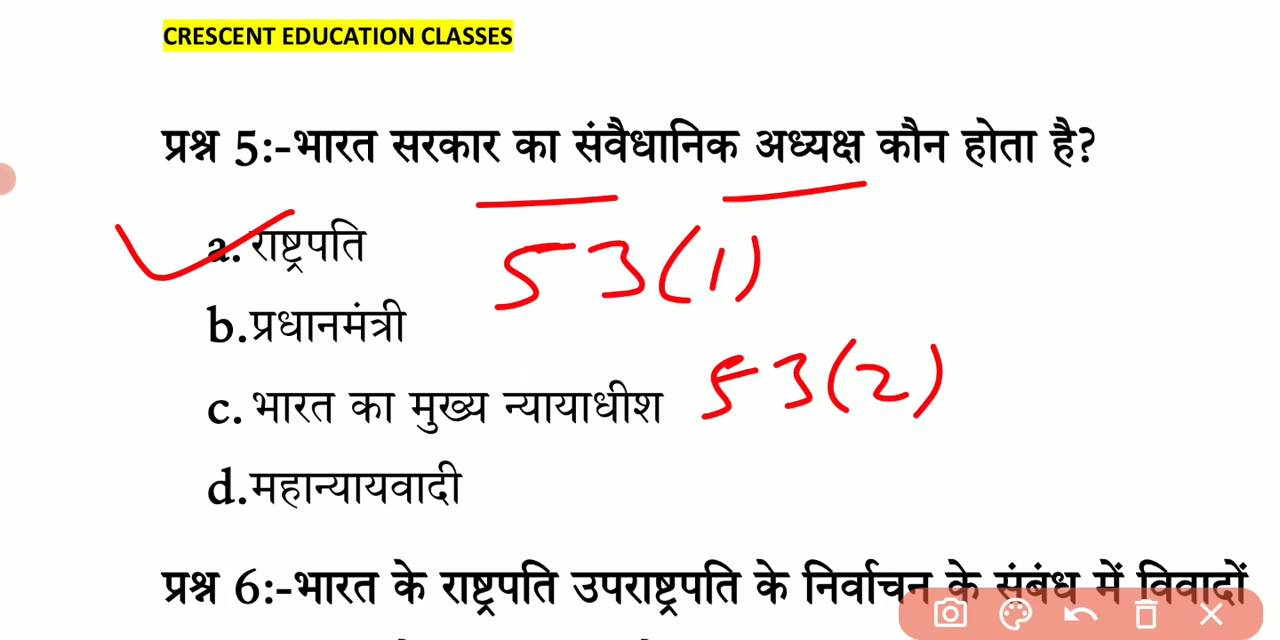 CRESCENT EDUCATION CLASSES
प्रश्न 5:-भारत सरकार का संवैधानिक अध्यक्ष कौन होता है?
a. राष्ट्रपति
53(1)
b.प्रधानमंत्री
c. भारत का मुख्य न्यायाधीश
53(2)
d.महान्यायवादी
प्रश्न 6:-भारत के राष्ट्रपति उपराष्ट्रपति के निर्वाचन के संबंध में विवादों